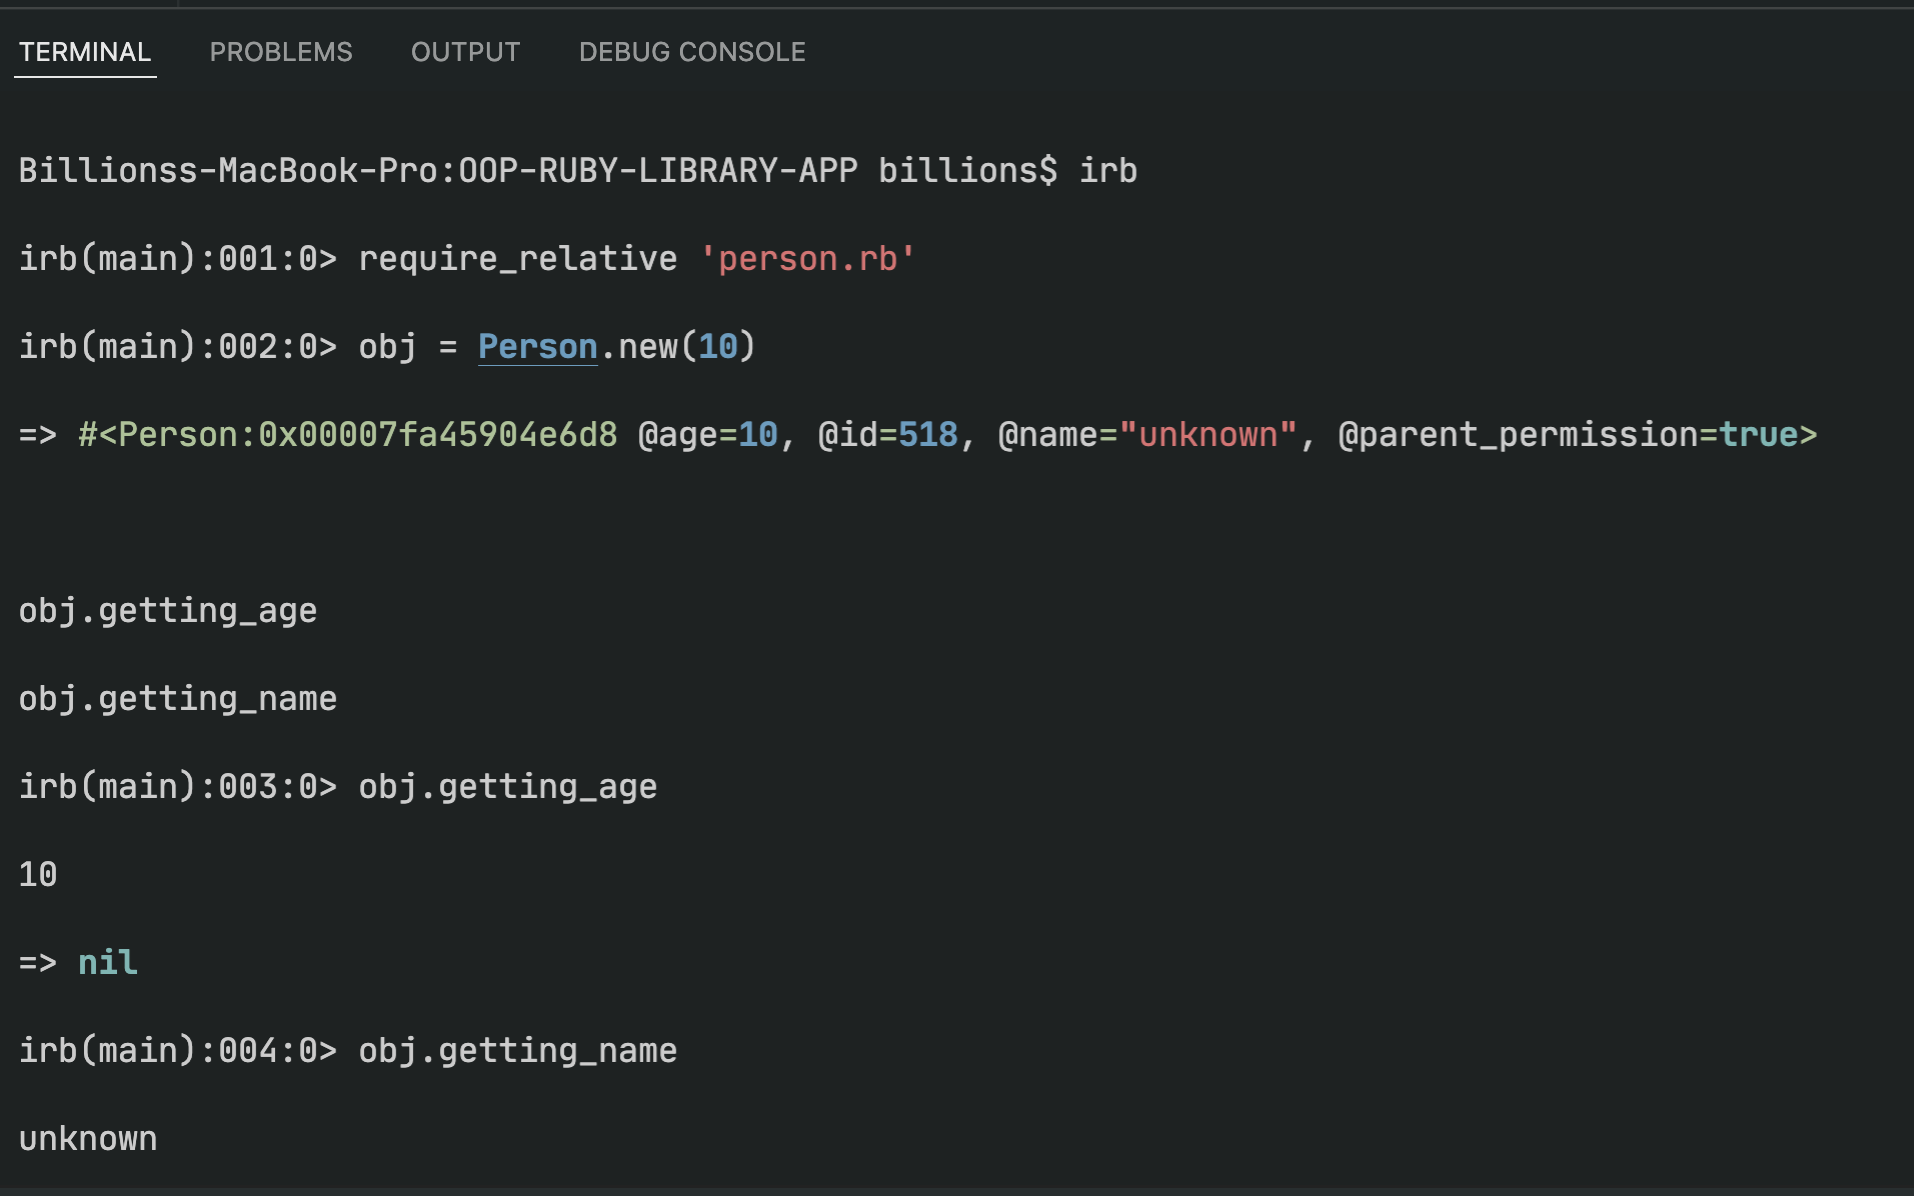 TERMINAL PROBLEMS OUTPUT DEBUG CONSOLE
Billionss-MacBook-Pro:OOP-RUBY-LIBRARY-APP billions$ irb
irb(main):001:0> require_relative 'person.rb'
irb(main):002:0> obj = Person.new(10)
=> #<Person:0x00007fa45904e6d8 @age=10, @id=518, @name="unknown", @parent_permission=true>
obj.getting_age
obj.getting_name
irb(main):003:0> obj.getting_age
10
=> nil
irb(main):004:0> obj.getting_name
unknown